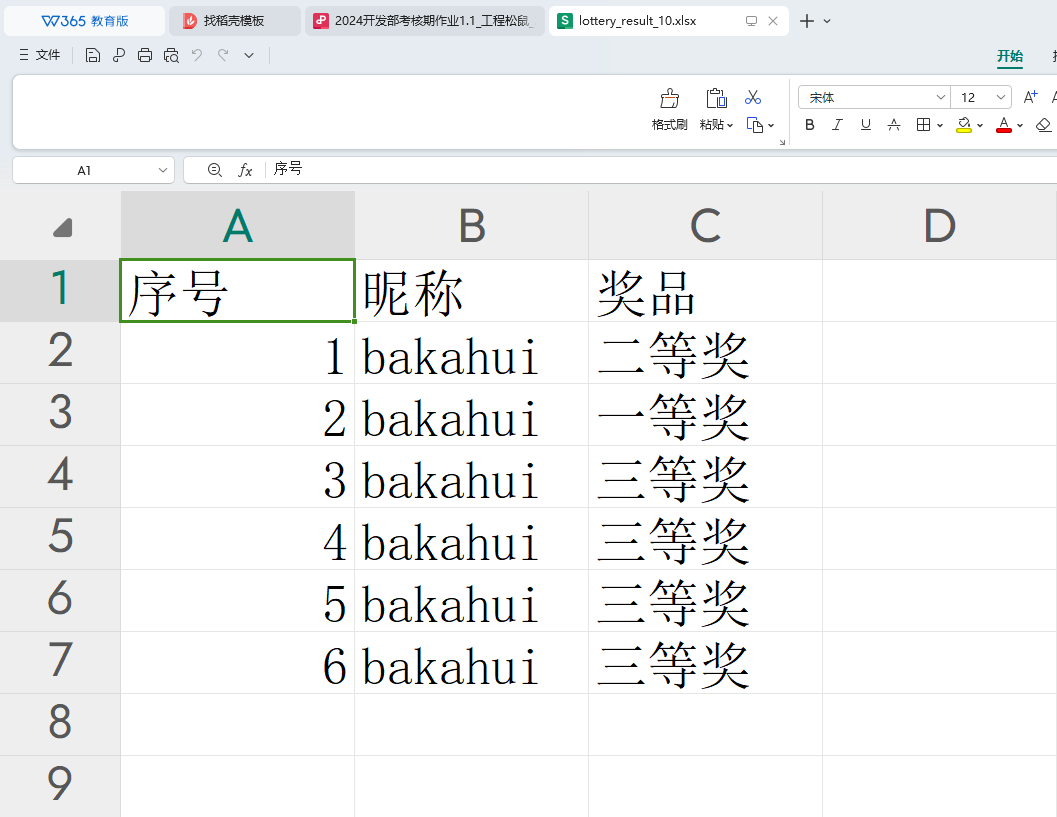 W365 教育版 找稻壳模板 2024开发部考核期作业1.1_工程松鼠_ lottery_result_10.xlsx
文件 开始
格式刷 粘贴 宋体 12 A+
B I U A A
A1 fx 序号
A B C D
1 序号 昵称 奖品
2 1 bakahui 二等奖
3 2 bakahui 一等奖
4 3 bakahui 三等奖
5 4 bakahui 三等奖
6 5 bakahui 三等奖
7 6 bakahui 三等奖
8
9